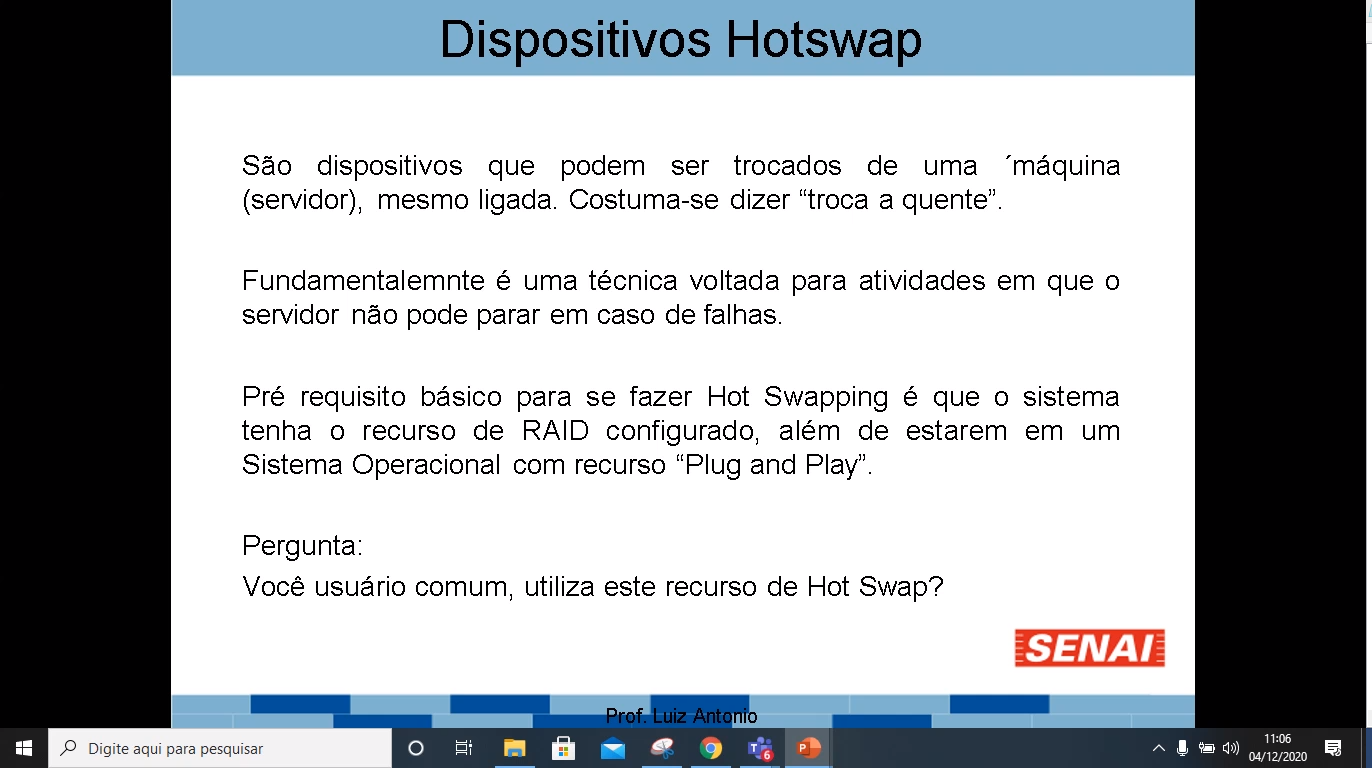 Dispositivos Hotswap
São dispositivos que podem ser trocados de uma ´máquina
(servidor), mesmo ligada. Costuma-se dizer “troca a quente”.
Fundamentalemnte é uma técnica voltada para atividades em que o
servidor não pode parar em caso de falhas.
Pré requisito básico para se fazer Hot Swapping é que o sistema
tenha o recurso de RAID configurado, além de estarem em um
Sistema Operacional com recurso “Plug and Play”.
Pergunta:
Você usuário comum, utiliza este recurso de Hot Swap?
SENAI
Prof. Luiz Antonio
Digite aqui para pesquisar
6
11:06
04/12/2020